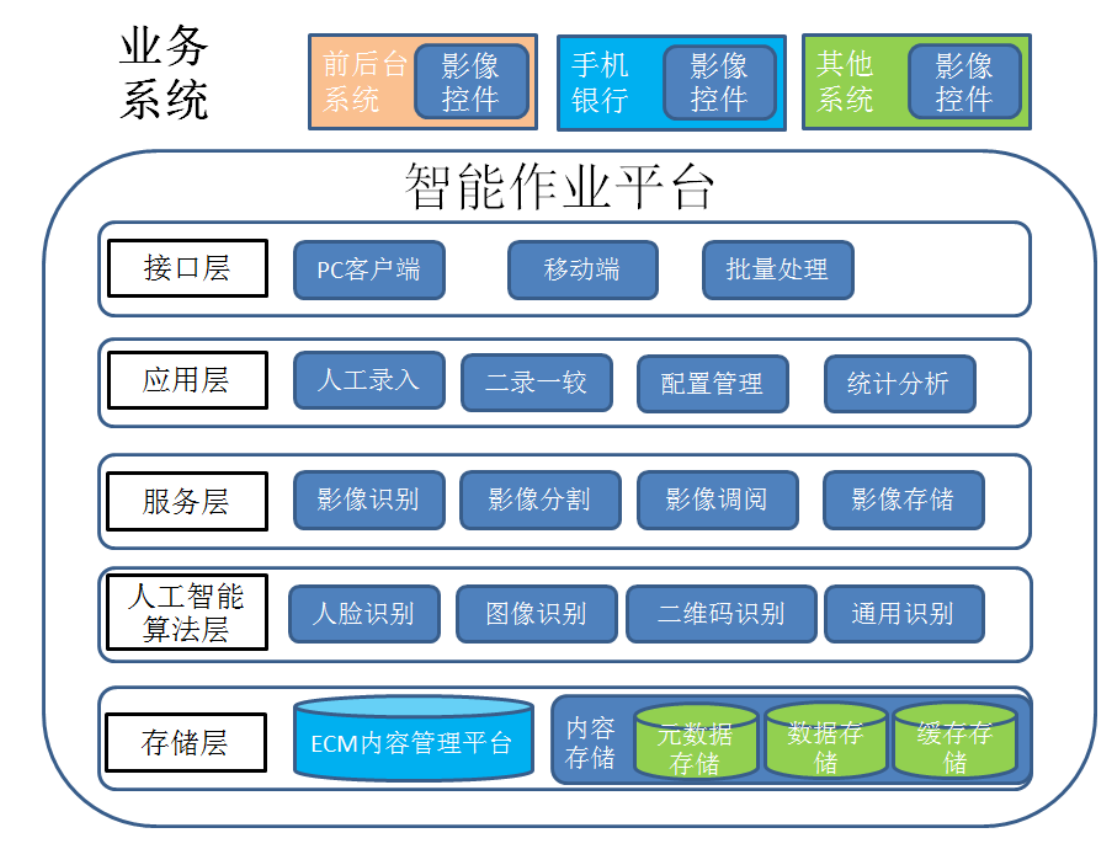 业务
系统
前后台
系统
影像
控件
手机
银行
影像
控件
其他
系统
影像
控件
智能作业平台
接口层
PC客户端
移动端
批量处理
应用层
人工录入
二录一较
配置管理
统计分析
服务层
影像识别
影像分割
影像调阅
影像存储
人工智能
算法层
人脸识别
图像识别
二维码识别
通用识别
存储层
ECM内容管理平台
内容
存储
元数据
存储
数据存
储
缓存存
储